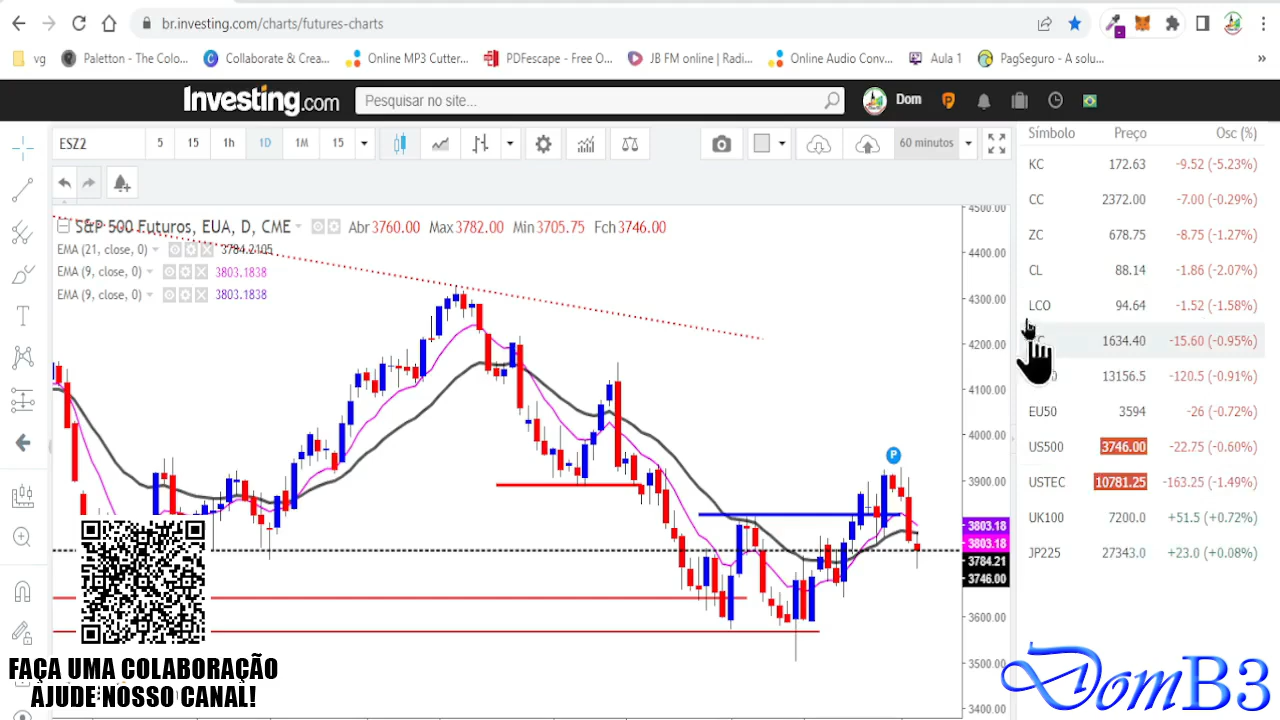 br.investing.com/charts/futures-charts
vg Paletton - The Colo... Collaborate & Crea... Online MP3 Cutter... PDFescape - Free O... JB FM online | Radi... Online Audio Conv... Aula 1 PagSeguro - A solu... »
Investing.com Pesquisar no site... Dom
ESZ2 5 15 1h 1D 1M 15 60 minutos
Símbolo Preço Osc (%)
KC 172.63 -9.52 (-5.23%)
CC 2372.00 -7.00 (-0.29%)
ZC 678.75 -8.75 (-1.27%)
CL 88.14 -1.86 (-2.07%)
LCO 94.64 -1.52 (-1.58%)
1634.40 -15.60 (-0.95%)
13156.5 -120.5 (-0.91%)
EU50 3594 -26 (-0.72%)
US500 3746.00 -22.75 (-0.60%)
USTEC 10781.25 -163.25 (-1.49%)
UK100 7200.0 +51.5 (+0.72%)
JP225 27343.0 +23.0 (+0.08%)
S&P 500 Futuros, EUA, D, CME Abr 3760.00 Max 3782.00 Min 3705.75 Fch 3746.00
EMA (21, close, 0) 3784.2105
EMA (9, close, 0) 3803.1838
EMA (9, close, 0) 3803.1838
4500.00
4400.00
4300.00
4200.00
4100.00
4000.00
3900.00
3803.18
3803.18
3784.21
3746.00
3600.00
3500.00
3400.00
P
FAÇA UMA COLABORAÇÃO
AJUDE NOSSO CANAL!
DomB3